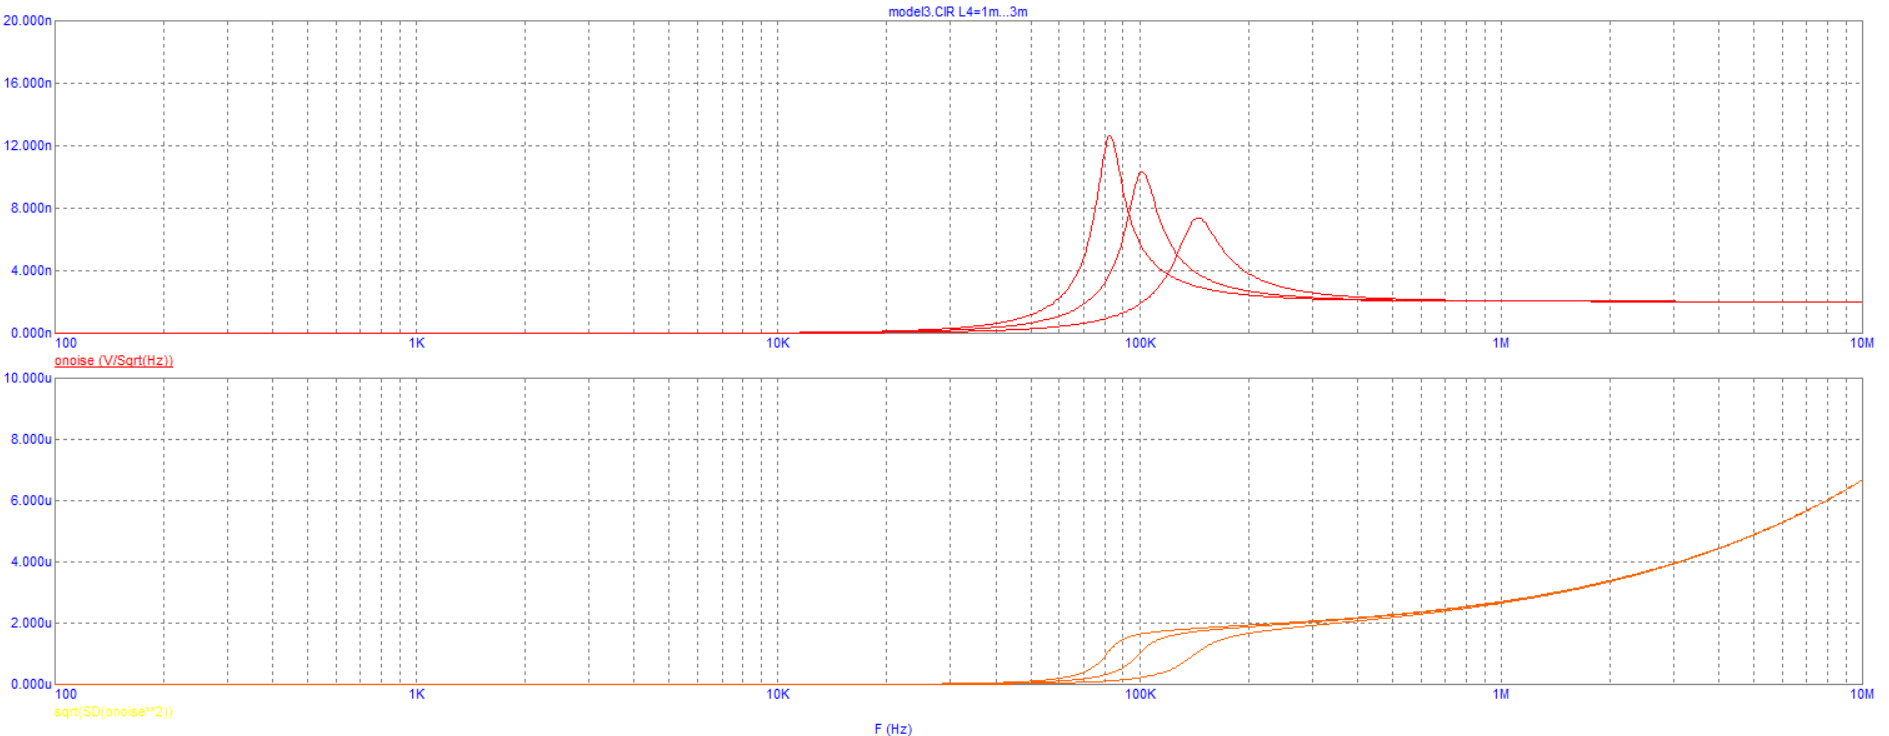 model3.CIR L4=1m...3m
20.000n
16.000n
12.000n
8.000n
4.000n
0.000n
100 1K 10K 100K 1M 10M
onoise (V/Sqrt(Hz))
10.000u
8.000u
6.000u
4.000u
2.000u
0.000u
100 1K 10K 100K 1M 10M
sqrt(SD(onoise**2))
F (Hz)